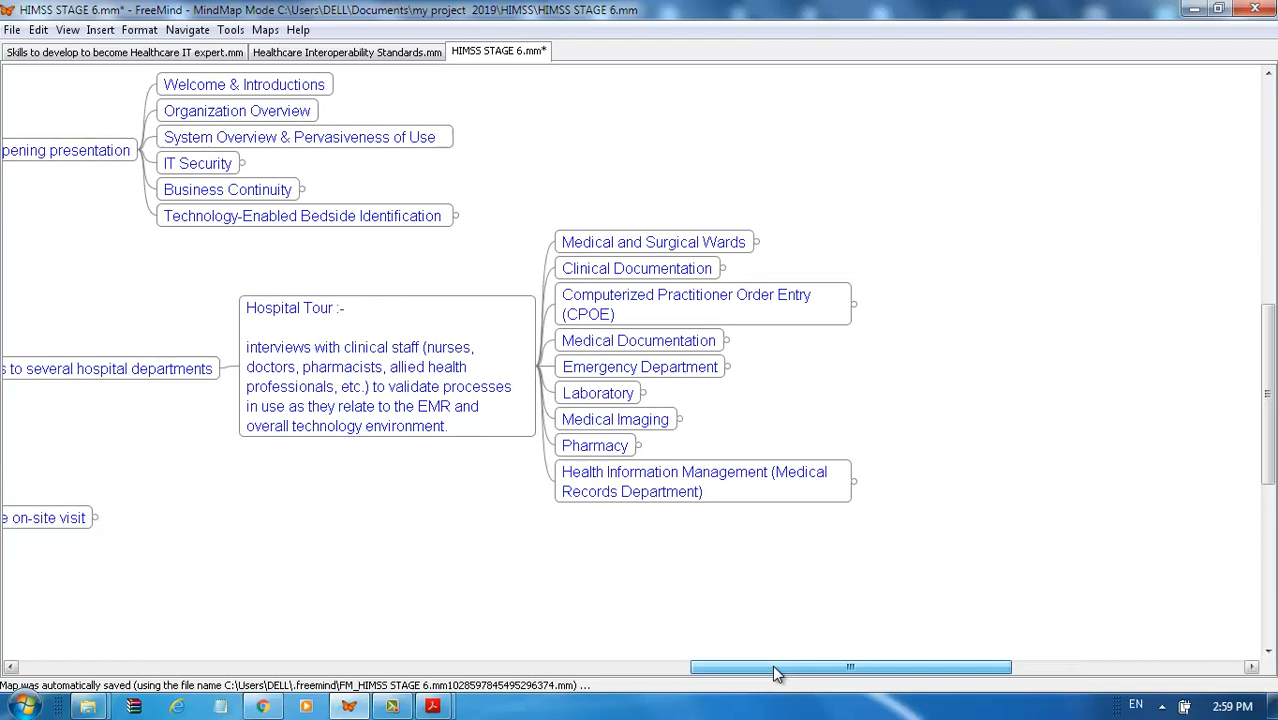 HIMSS STAGE 6.mm* - FreeMind - MindMap Mode C:\Users\DELL\Documents\my project  2019\HIMSS\HIMSS STAGE 6.mm
File Edit View Insert Format Navigate Tools Maps Help
Skills to develop to become Healthcare IT expert.mm Healthcare Interoperability Standards.mm HIMSS STAGE 6.mm*
Welcome & Introductions
Organization Overview
System Overview & Pervasiveness of Use
pening presentation
IT Security
Business Continuity
Technology-Enabled Bedside Identification
s to several hospital departments
Hospital Tour :-
interviews with clinical staff (nurses,
doctors, pharmacists, allied health
professionals, etc.) to validate processes
in use as they relate to the EMR and
overall technology environment.
Medical and Surgical Wards
Clinical Documentation
Computerized Practitioner Order Entry
(CPOE)
Medical Documentation
Emergency Department
Laboratory
Medical Imaging
Pharmacy
Health Information Management (Medical
Records Department)
e on-site visit
Map was automatically saved (using the file name C:\Users\DELL\.freemind\FM_HIMSS STAGE 6.mm1028597845495296374.mm) ...
EN 2:59 PM